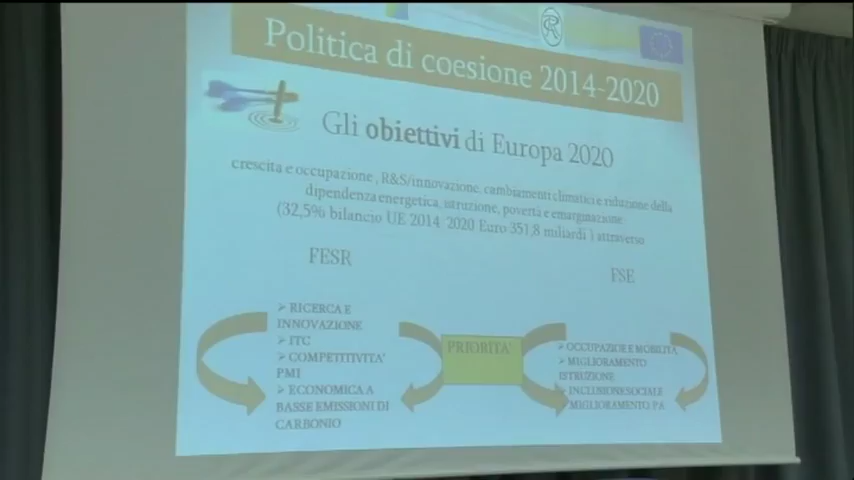 Politica di coesione 2014-2020
Gli obiettivi di Europa 2020
crescita e occupazione, R&S/innovazione, cambiamenti climatici e riduzione della
dipendenza energetica, istruzione, povertà e emarginazione
(32,5% bilancio UE 2014-2020 Euro 351,8 miliardi ) attraverso
FESR
FSE
➢ RICERCA E
INNOVAZIONE
➢ ITC
➢ COMPETITIVITA'
PMI
➢ ECONOMICA A
BASSE EMISSIONI DI
CARBONIO
PRIORITA'
➢ OCCUPAZIOE E MOBILITA
➢ MIGLIORAMENTO
ISTRUZIONE
➢ INCLUSIONE SOCIALE
MIGLIORAMENTO P.A